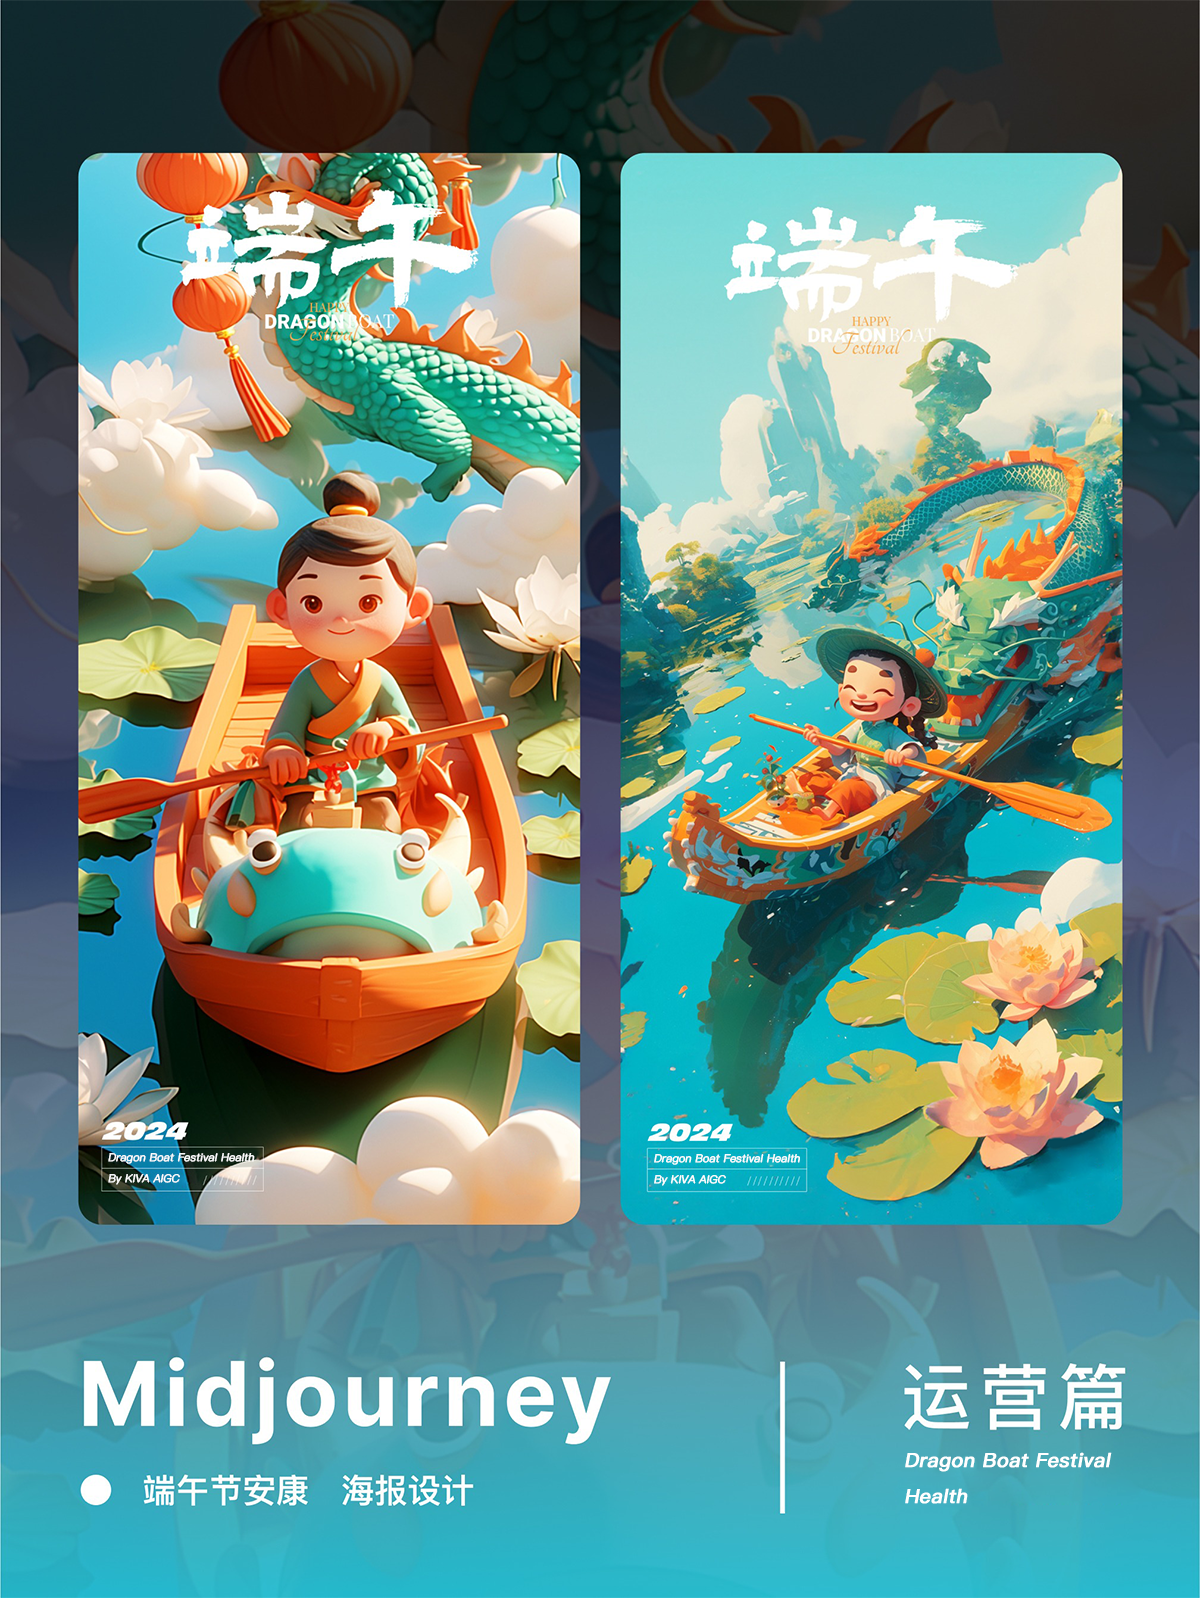 端午
HAPPY
DRAGON BOAT
Festival
2024
Dragon Boat Festival Health
By KIVA AIGC //////////
端午
HAPPY
DRAGON BOAT
Festival
2024
Dragon Boat Festival Health
By KIVA AIGC //////////
Midjourney
端午节安康 海报设计
运营篇
Dragon Boat Festival
Health